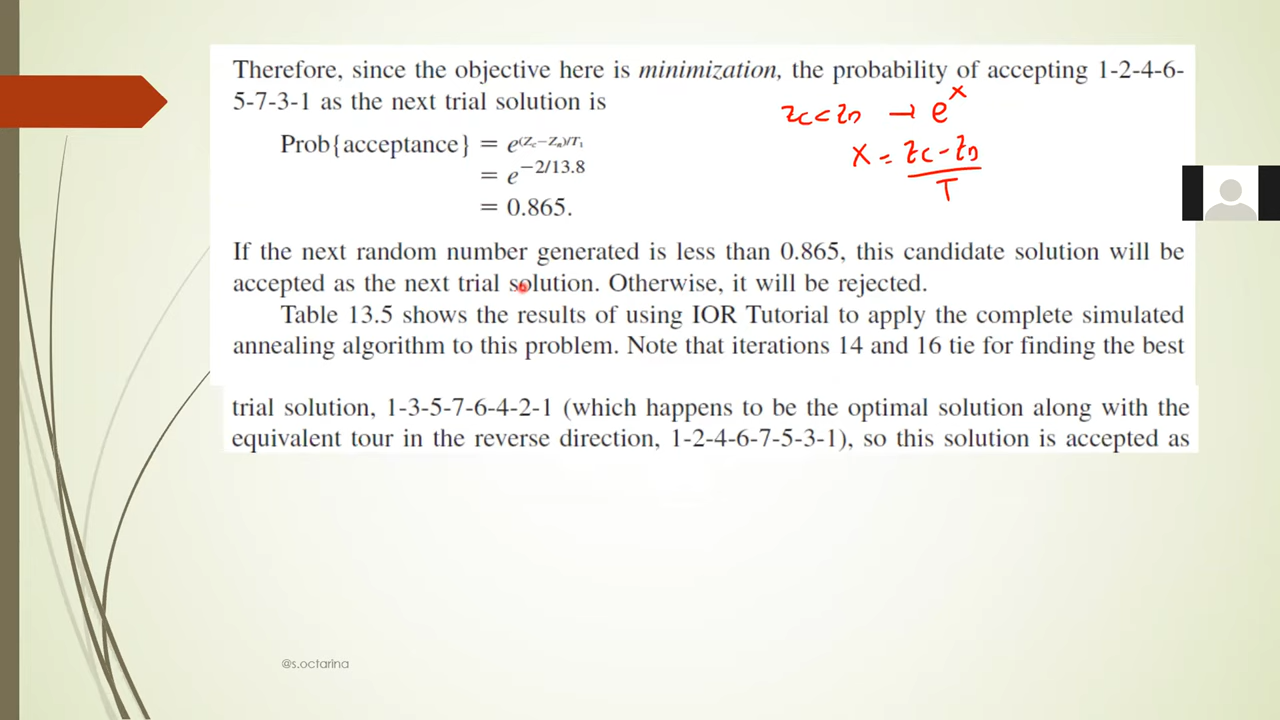 Therefore, since the objective here is minimization, the probability of accepting 1-2-4-6-
5-7-3-1 as the next trial solution is
Zc < Zn → e^x
Prob{acceptance} = e^(Zc−Zn)/T1
x = Zc − Zn / T
= e^−2/13.8
= 0.865.
If the next random number generated is less than 0.865, this candidate solution will be
accepted as the next trial solution. Otherwise, it will be rejected.
Table 13.5 shows the results of using IOR Tutorial to apply the complete simulated
annealing algorithm to this problem. Note that iterations 14 and 16 tie for finding the best
trial solution, 1-3-5-7-6-4-2-1 (which happens to be the optimal solution along with the
equivalent tour in the reverse direction, 1-2-4-6-7-5-3-1), so this solution is accepted as
@s.octarina